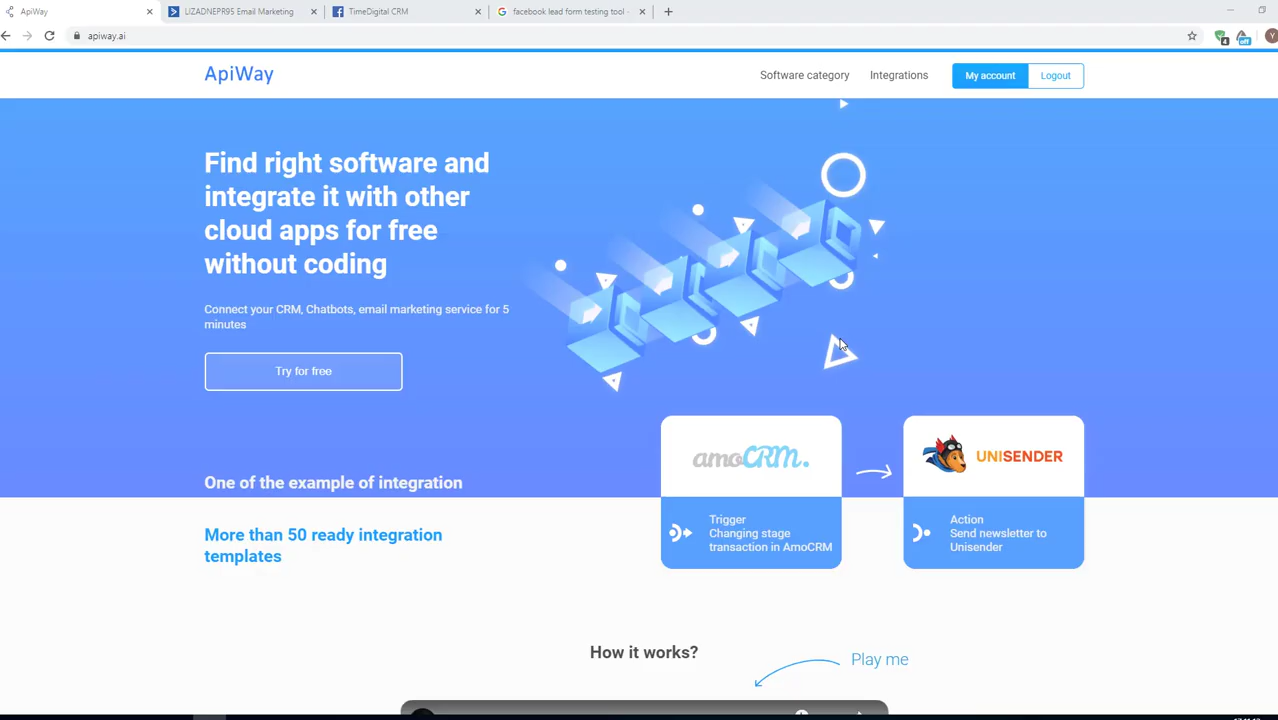 ApiWay
LIZADNEPR95 Email Marketing
TimeDigital CRM
facebook lead form testing tool
apiway.ai
4
off
Y
ApiWay
Software category
Integrations
My account
Logout
Find right software and
integrate it with other
cloud apps for free
without coding
Connect your CRM, Chatbots, email marketing service for 5
minutes
Try for free
amoCRM.
UNISENDER
One of the example of integration
Trigger
Changing stage
transaction in AmoCRM
Action
Send newsletter to
Unisender
More than 50 ready integration
templates
How it works?
Play me